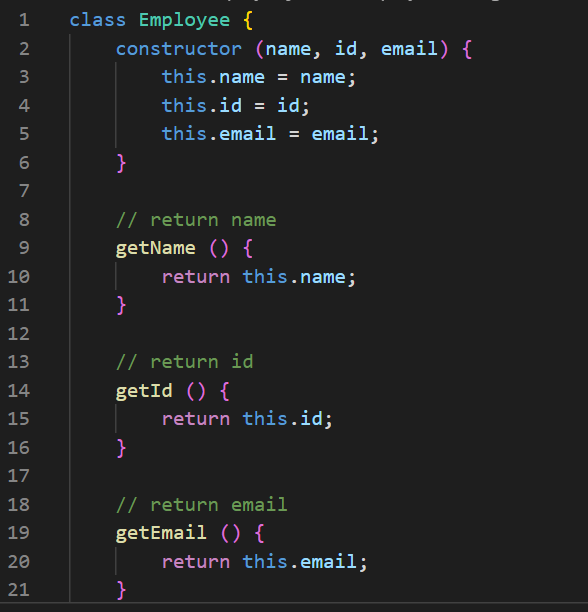 1 class Employee {
2 constructor (name, id, email) {
3 this.name = name;
4 this.id = id;
5 this.email = email;
6 }
7
8 // return name
9 getName () {
10 return this.name;
11 }
12
13 // return id
14 getId () {
15 return this.id;
16 }
17
18 // return email
19 getEmail () {
20 return this.email;
21 }